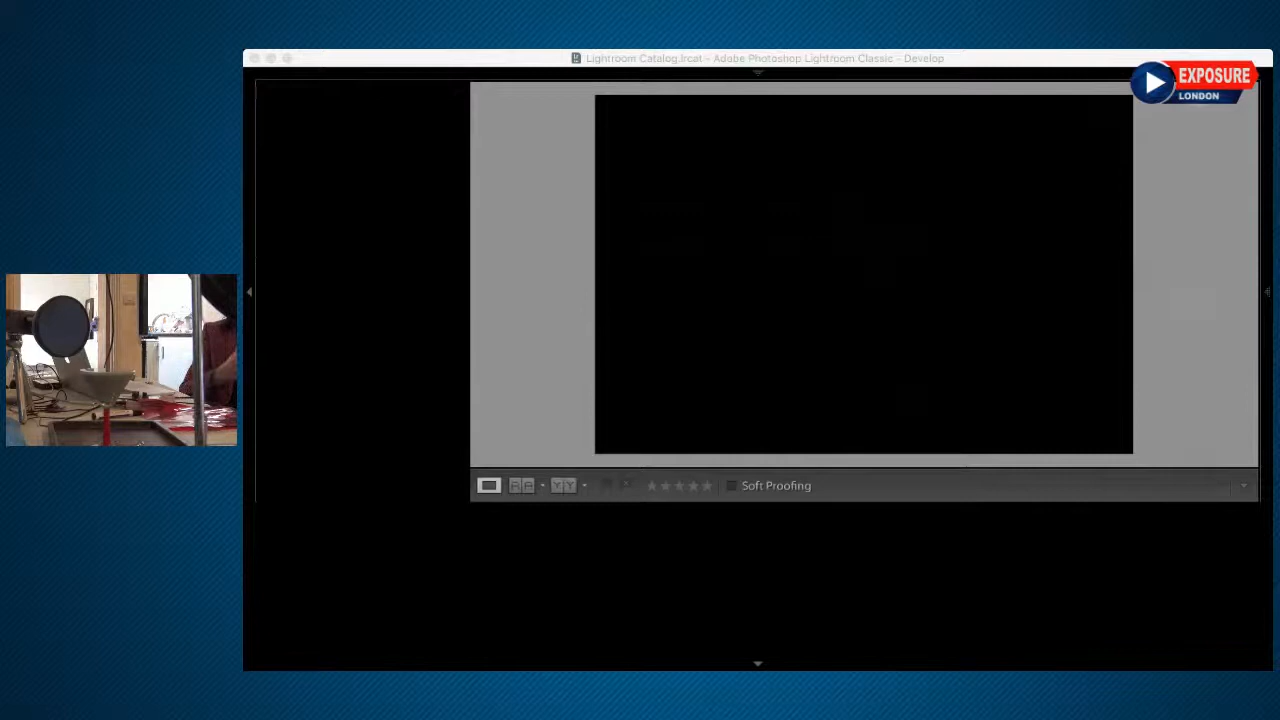 Lightroom Catalog.lrcat - Adobe Photoshop Lightroom Classic - Develop
EXPOSURE
LONDON
Soft Proofing